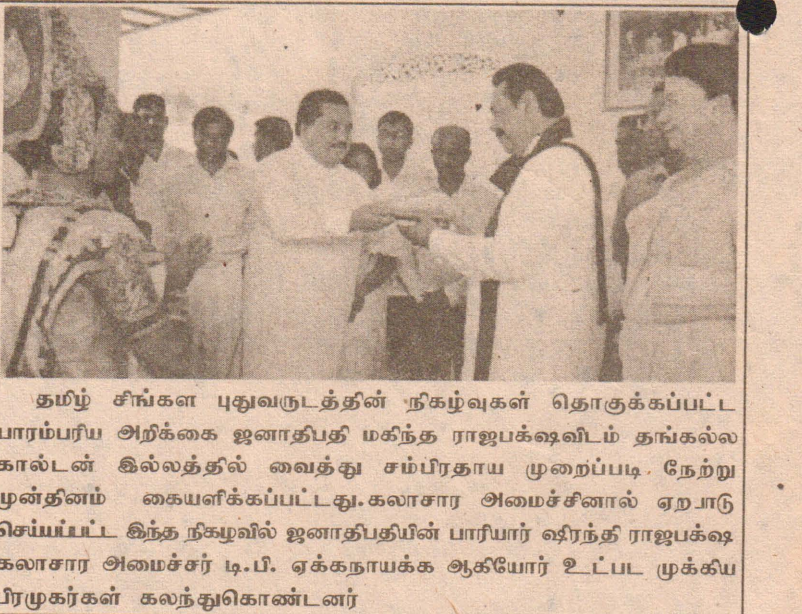 தமிழ் சிங்கள புதுவருடத்தின் நிகழ்வுகள் தொகுக்கப்பட்ட
பாரம்பரிய அறிக்கை ஜனாதிபதி மகிந்த ராஜபக்ஷவிடம் தங்கல்ல
கால்டன் இல்லத்தில் வைத்து சம்பிரதாய முறைப்படி நேற்று
முன்தினம் கையளிக்கப்பட்டது.கலாசார அமைச்சினால் ஏற்பாடு
செய்யப்பட்ட இந்த நிகழவில் ஜனாதிபதியின் பாரியார் ஷிரந்தி ராஜபக்ஷ
கலாசார அமைச்சர் டி.பி. ஏக்கநாயக்க ஆகியோர் உட்பட முக்கிய
பிரமுகர்கள் கலந்துகொண்டனர்